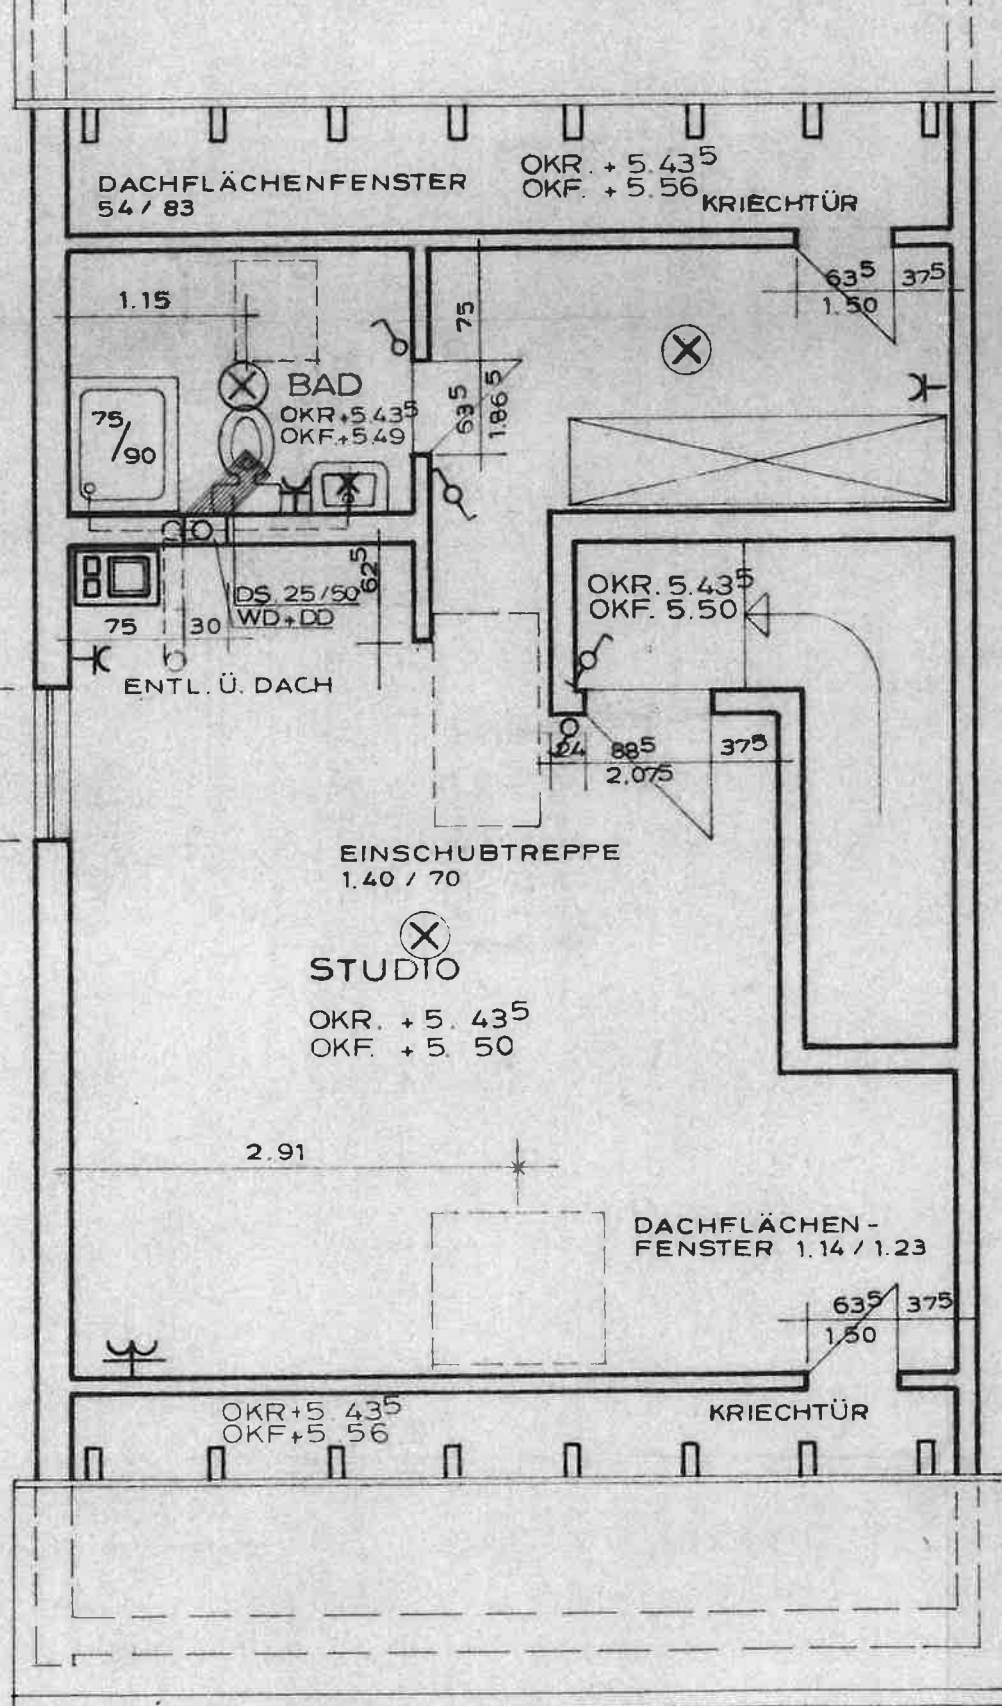 DACHFLÄCHENFENSTER
54 / 83
OKR. + 5.43⁵
OKF. + 5.56
KRIECHTÜR
63⁵
37⁵
1.50
1.15
75
63⁵
1.86 5
BAD
OKR + 5.43⁵
OKF. + 5.49
75/90
62⁵
DS. 25/50
WD + DD
75
30
ENTL. Ü. DACH
OKR. 5.43⁵
OKF. 5.50
24
88⁵
37⁵
2.07⁵
EINSCHUBTREPPE
1.40 / 70
STUDIO
OKR. + 5. 43⁵
OKF. + 5. 50
2.91
DACHFLÄCHEN-
FENSTER 1.14 / 1.23
63⁵
37⁵
1.50
OKR + 5 43⁵
OKF + 5 56
KRIECHTÜR